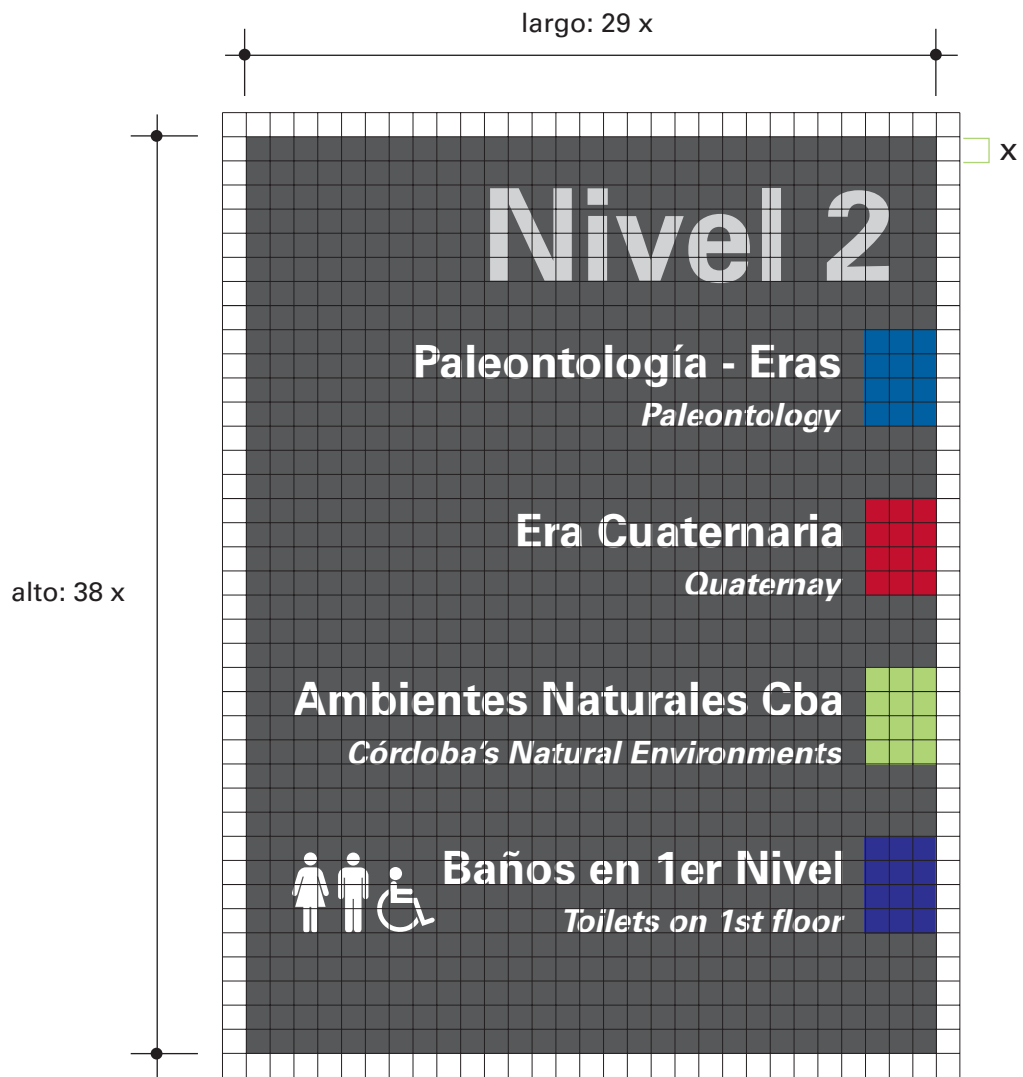 largo: 29 x
x
Nivel 2
Paleontología - Eras
Paleontology
Era Cuaternaria
Quaternay
alto: 38 x
Ambientes Naturales Cba
Córdoba's Natural Environments
Baños en 1er Nivel
Toilets on 1st floor